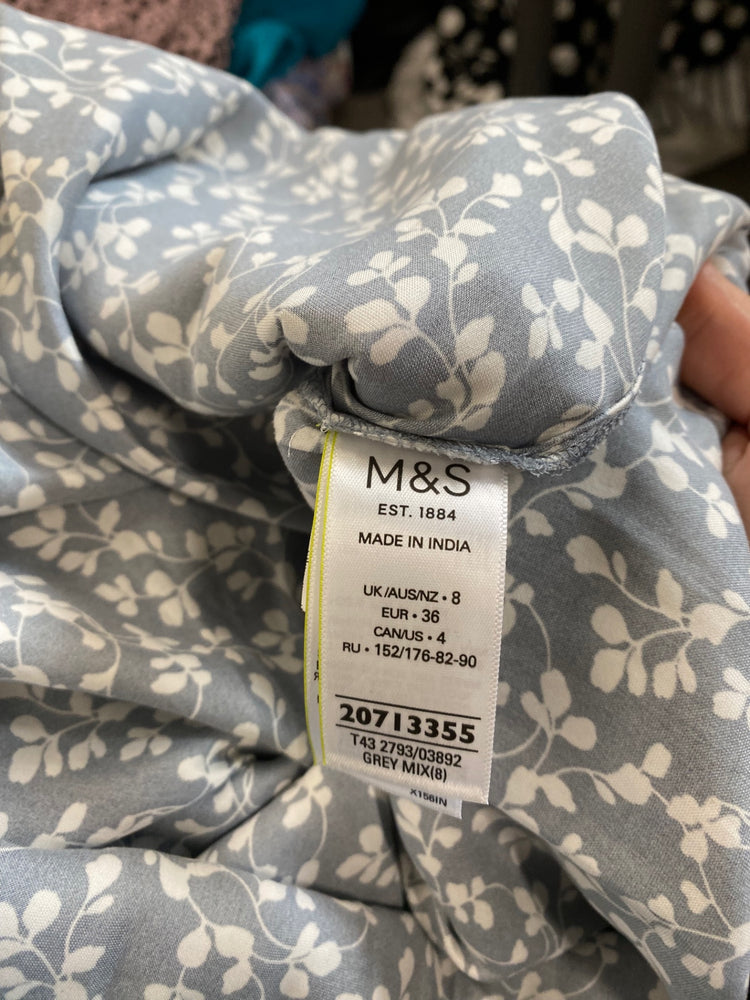 M&S
EST. 1884
MADE IN INDIA
UK/AUS/NZ • 8
EUR • 36
CAN/US • 4
RU • 152/176-82-90
20713355
T43 2793/03892
GREY MIX(8)
X156IN